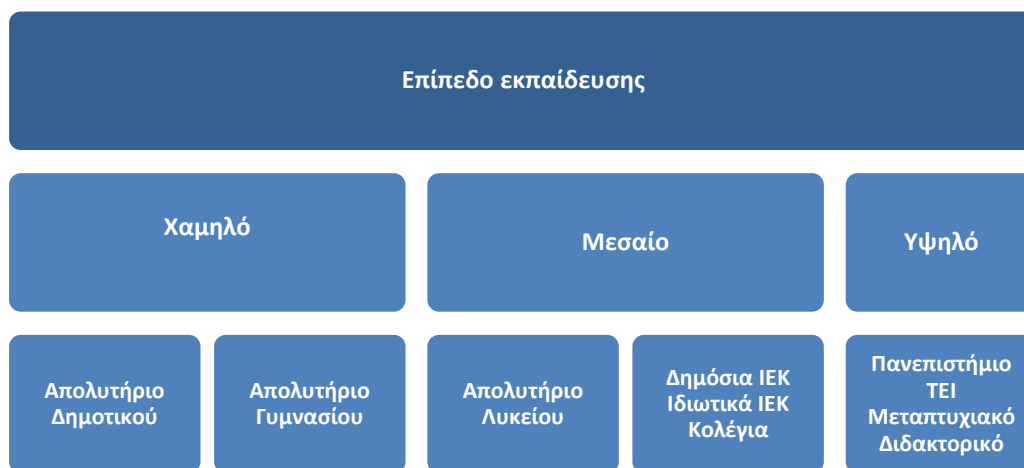 Επίπεδο εκπαίδευσης
Χαμηλό
Μεσαίο
Υψηλό
Απολυτήριο
Δημοτικού
Απολυτήριο
Γυμνασίου
Απολυτήριο
Λυκείου
Δημόσια ΙΕΚ
Ιδιωτικά ΙΕΚ
Κολέγια
Πανεπιστήμιο
ΤΕΙ
Μεταπτυχιακό
Διδακτορικό